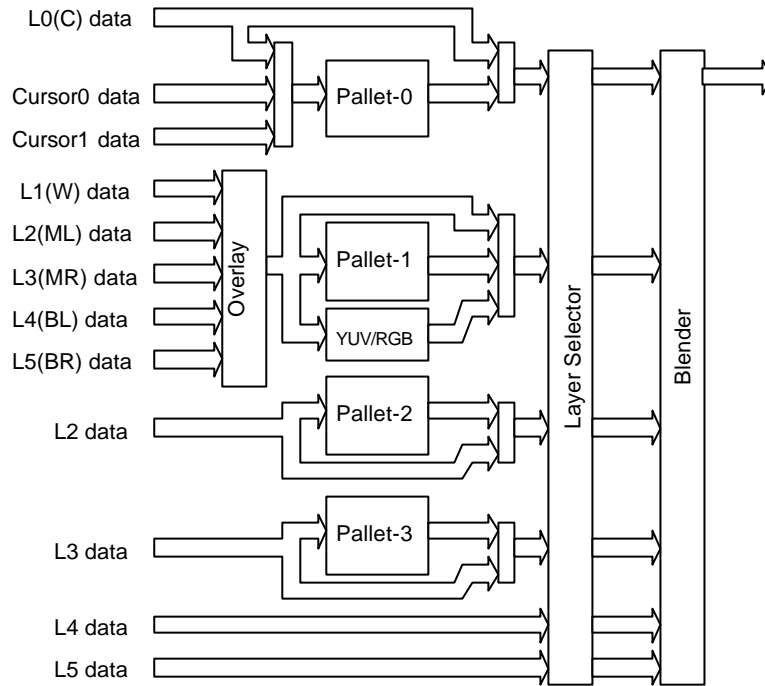 L0(C) data
Cursor0 data
Pallet-0
Cursor1 data
L1(W) data
L2(ML) data
L3(MR) data
L4(BL) data
L5(BR) data
Overlay
Pallet-1
YUV/RGB
L2 data
Pallet-2
L3 data
Pallet-3
L4 data
L5 data
Layer Selector
Blender